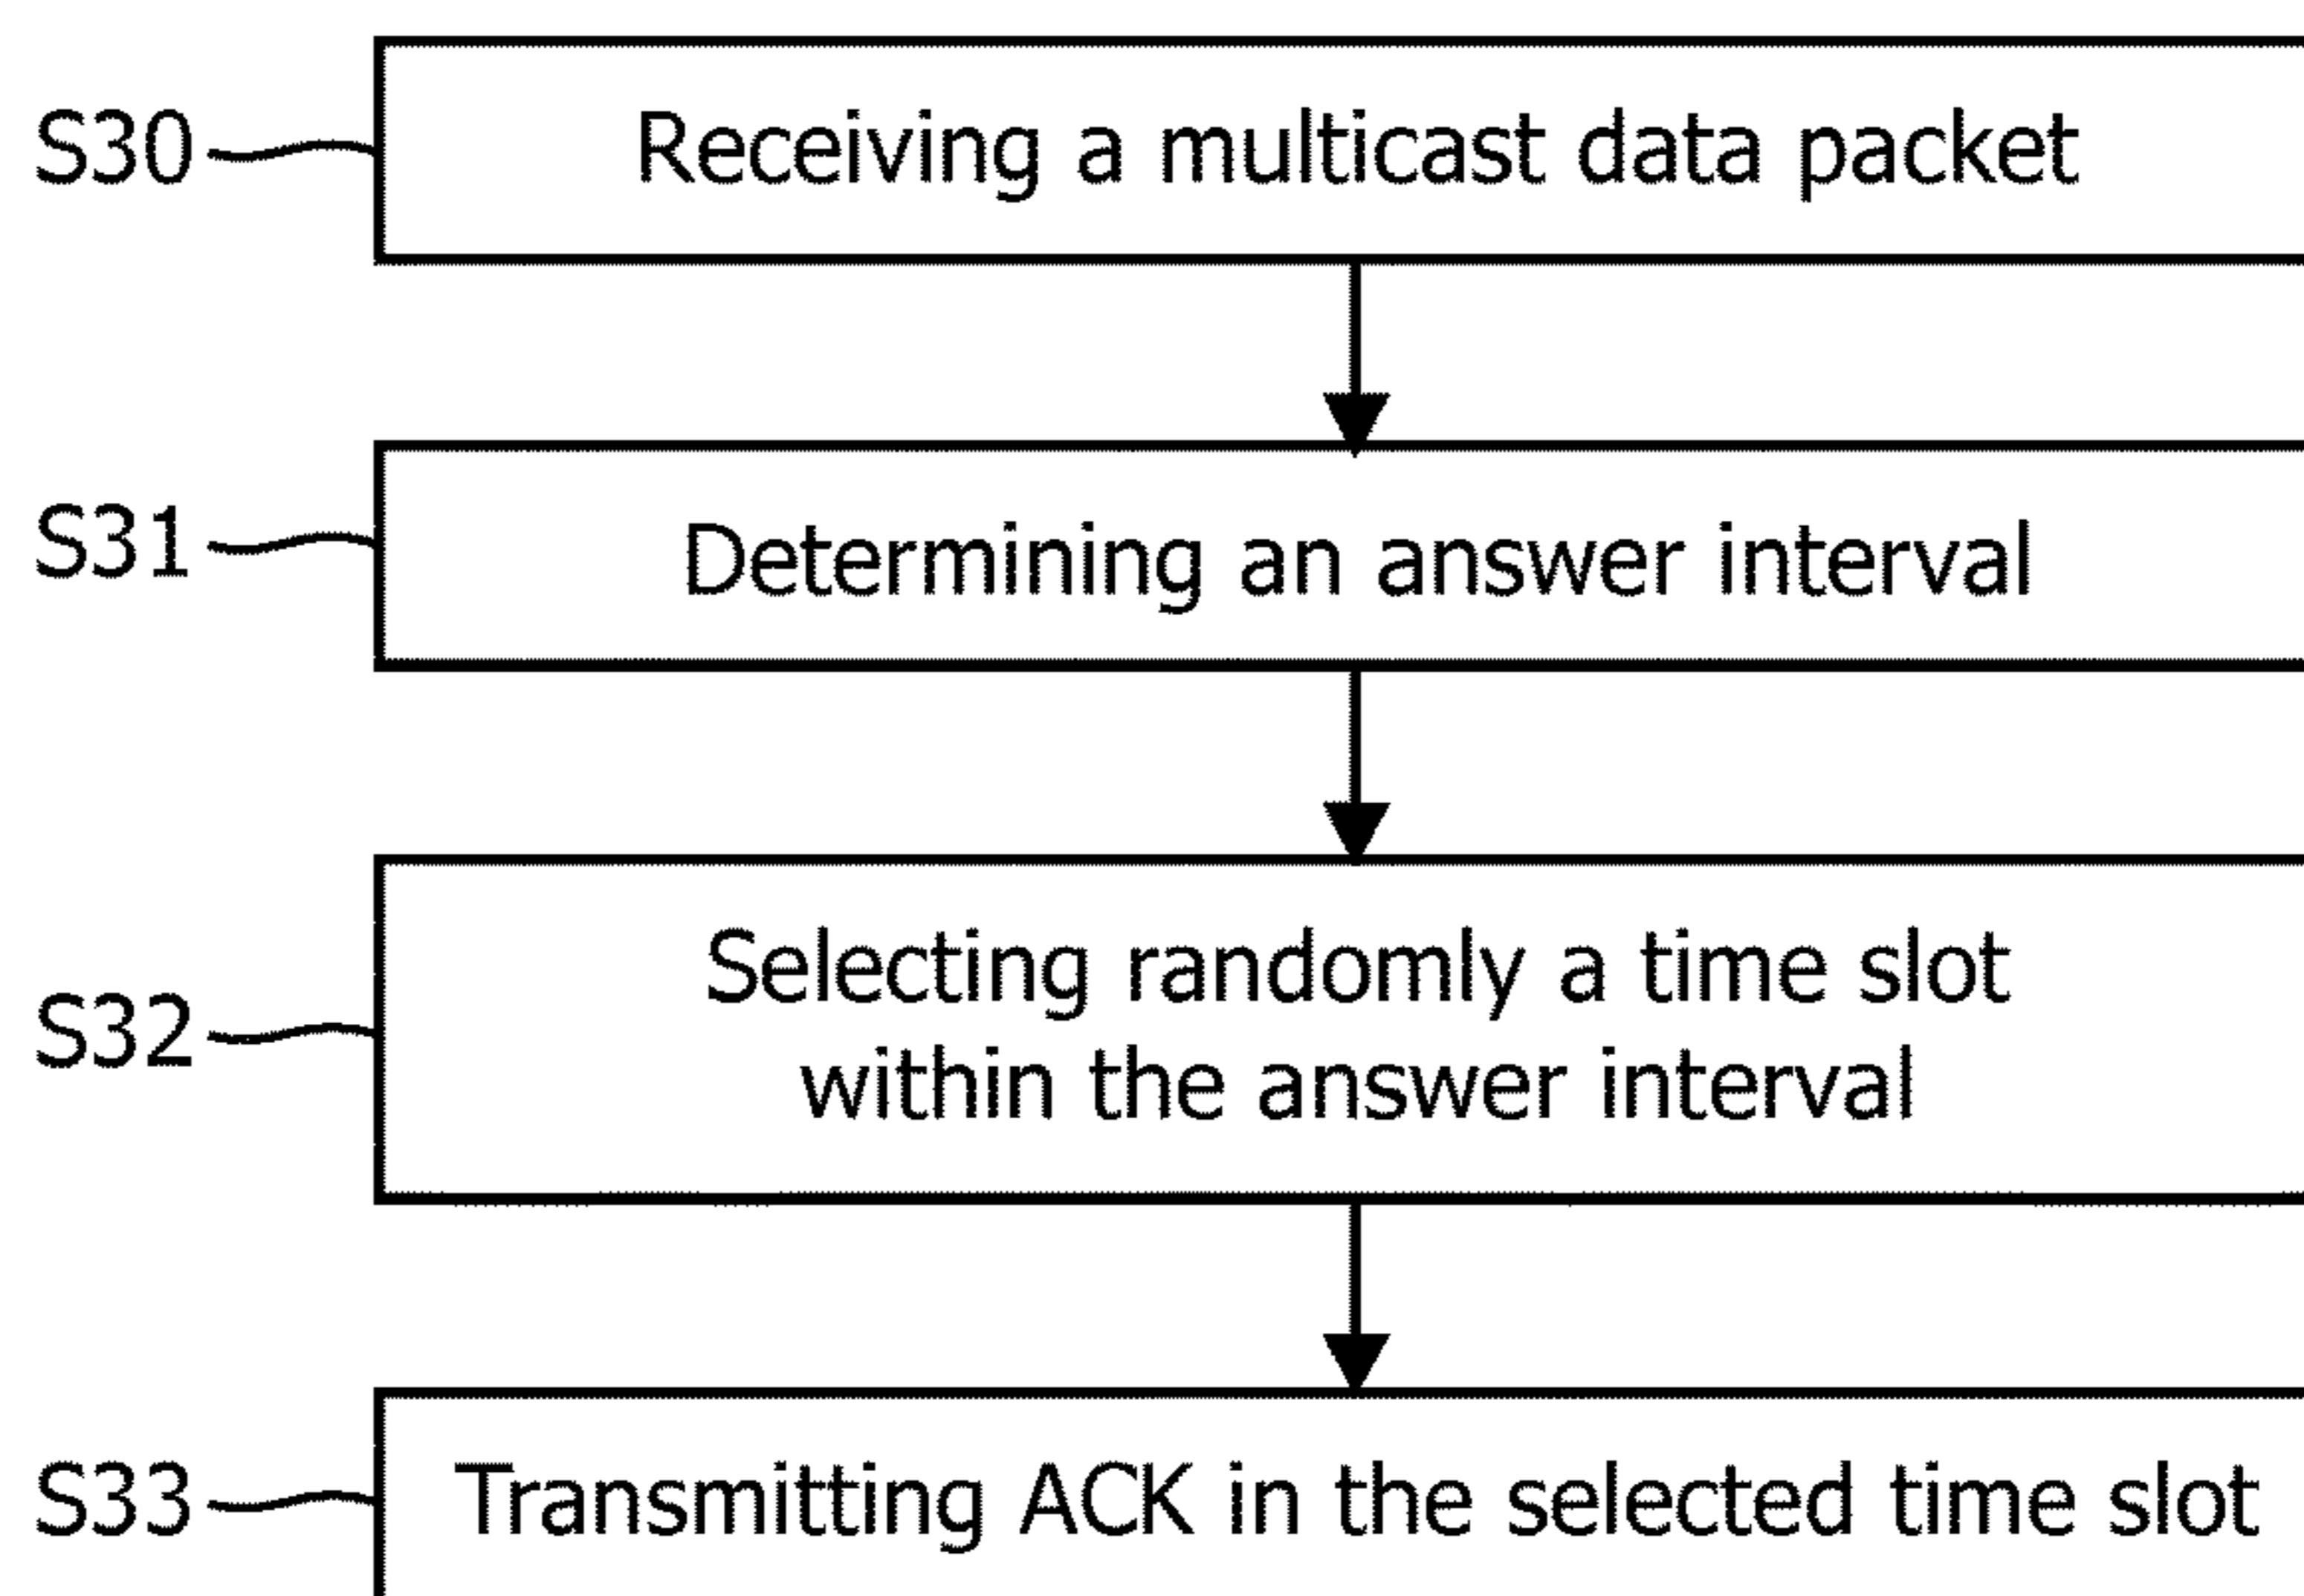 S30 Receiving a multicast data packet
S31 Determining an answer interval
Selecting randomly a time slot
S32
within the answer interval
S33 Transmitting ACK in the selected time slot